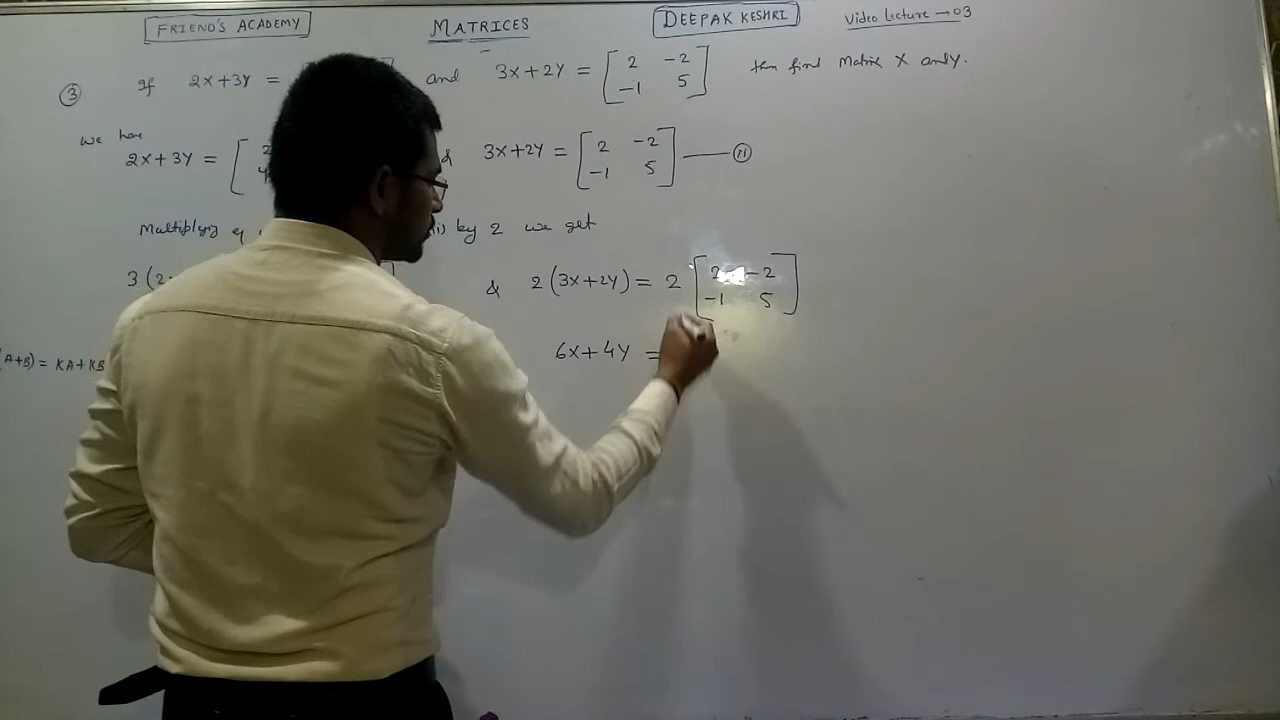 FRIEND'S ACADEMY MATRICES DEEPAK KESHRI Video Lecture → 03
③ If 2X+3Y = and 3X+2Y = [2 -2
-1 5] then find Matrix X and Y.
We have
2X+3Y = [2
4 & 3X+2Y = [2 -2
-1 5] —— (ii)
Multiplying by 2 we get
3(2 & 2(3X+2Y) = 2 [2 -2
-1 5]
(A+B) = KA+KB 6X+4Y =